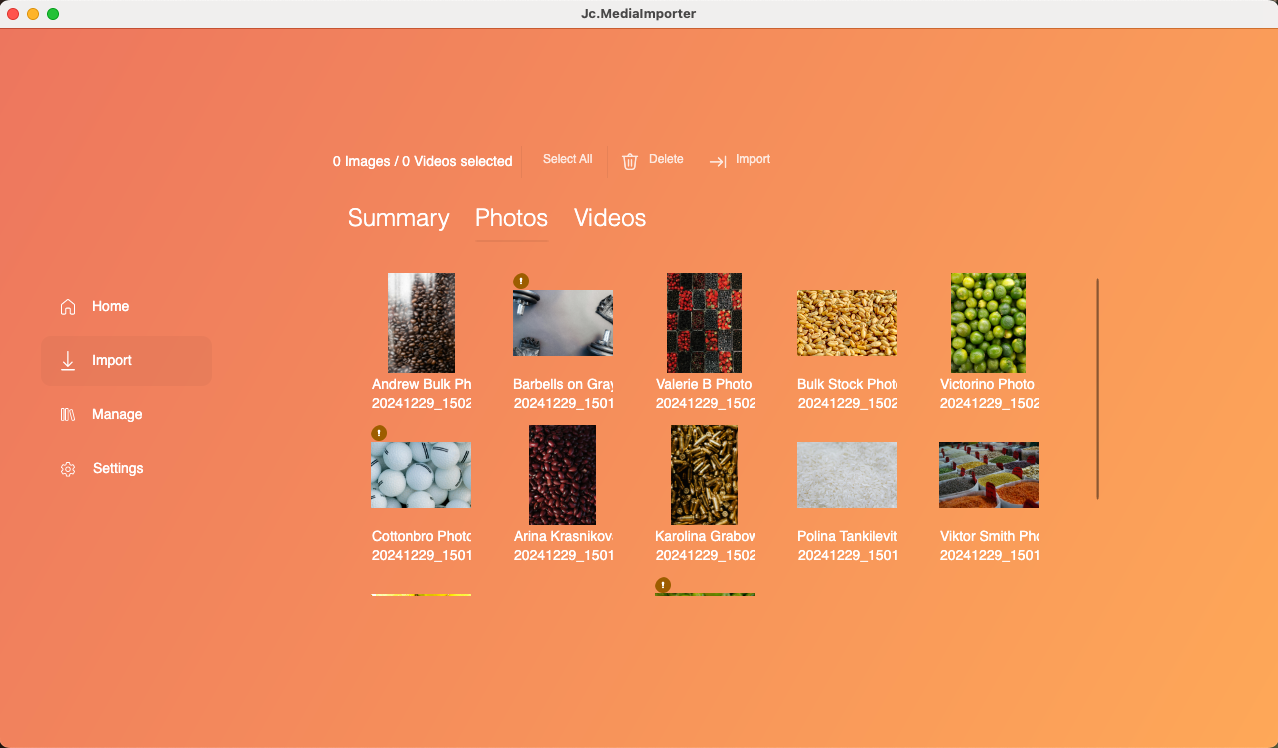 Jc.MediaImporter
0 Images / 0 Videos selected
Select All
Delete
Import
Summary
Photos
Videos
Home
Import
Manage
Settings
!
Andrew Bulk Ph
20241229_1502
Barbells on Gray
20241229_1501
Valerie B Photo
20241229_1502
Bulk Stock Phot
20241229_1502
Victorino Photo
20241229_1502
!
Cottonbro Photo
20241229_1501
Arina Krasnikov
20241229_1501
Karolina Grabow
20241229_1502
Polina Tankilevit
20241229_1501
Viktor Smith Pho
20241229_1501
!